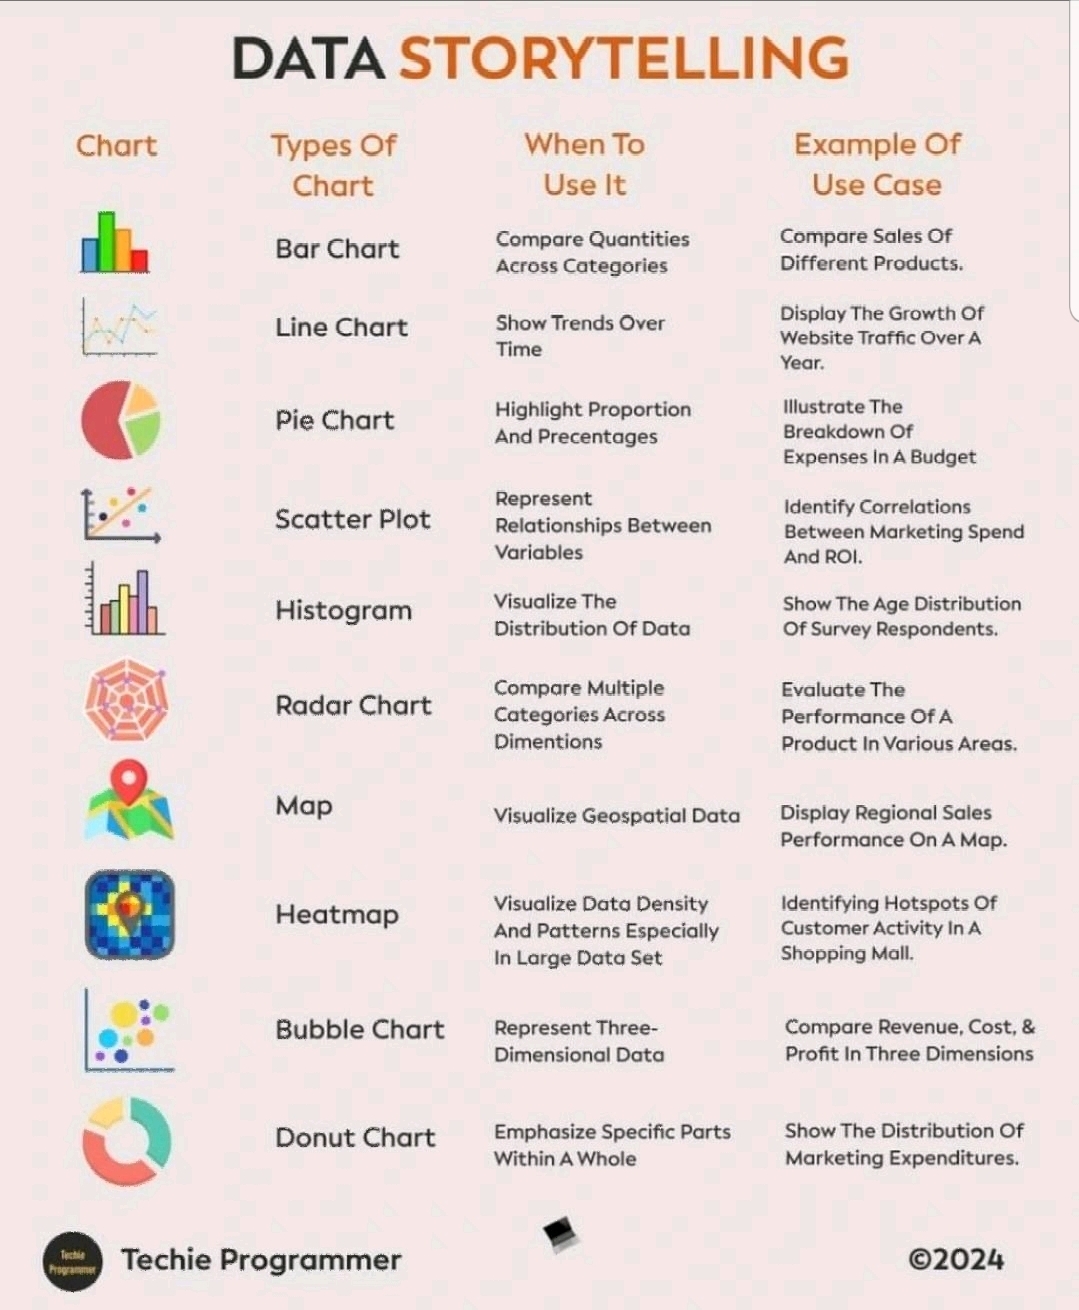 DATA STORYTELLING
Chart
Types Of
Chart
When To
Use It
Example Of
Use Case
Bar Chart
Compare Quantities
Across Categories
Compare Sales Of
Different Products.
Line Chart
Show Trends Over
Time
Display The Growth Of
Website Traffic Over A
Year.
Pie Chart
Highlight Proportion
And Precentages
Illustrate The
Breakdown Of
Expenses In A Budget
Scatter Plot
Represent
Relationships Between
Variables
Identify Correlations
Between Marketing Spend
And ROI.
Histogram
Visualize The
Distribution Of Data
Show The Age Distribution
Of Survey Respondents.
Radar Chart
Compare Multiple
Categories Across
Dimentions
Evaluate The
Performance Of A
Product In Various Areas.
Map
Visualize Geospatial Data
Display Regional Sales
Performance On A Map.
Heatmap
Visualize Data Density
And Patterns Especially
In Large Data Set
Identifying Hotspots Of
Customer Activity In A
Shopping Mall.
Bubble Chart
Represent Three-
Dimensional Data
Compare Revenue, Cost, &
Profit In Three Dimensions
Donut Chart
Emphasize Specific Parts
Within A Whole
Show The Distribution Of
Marketing Expenditures.
Techie
Programmer
Techie Programmer
©2024